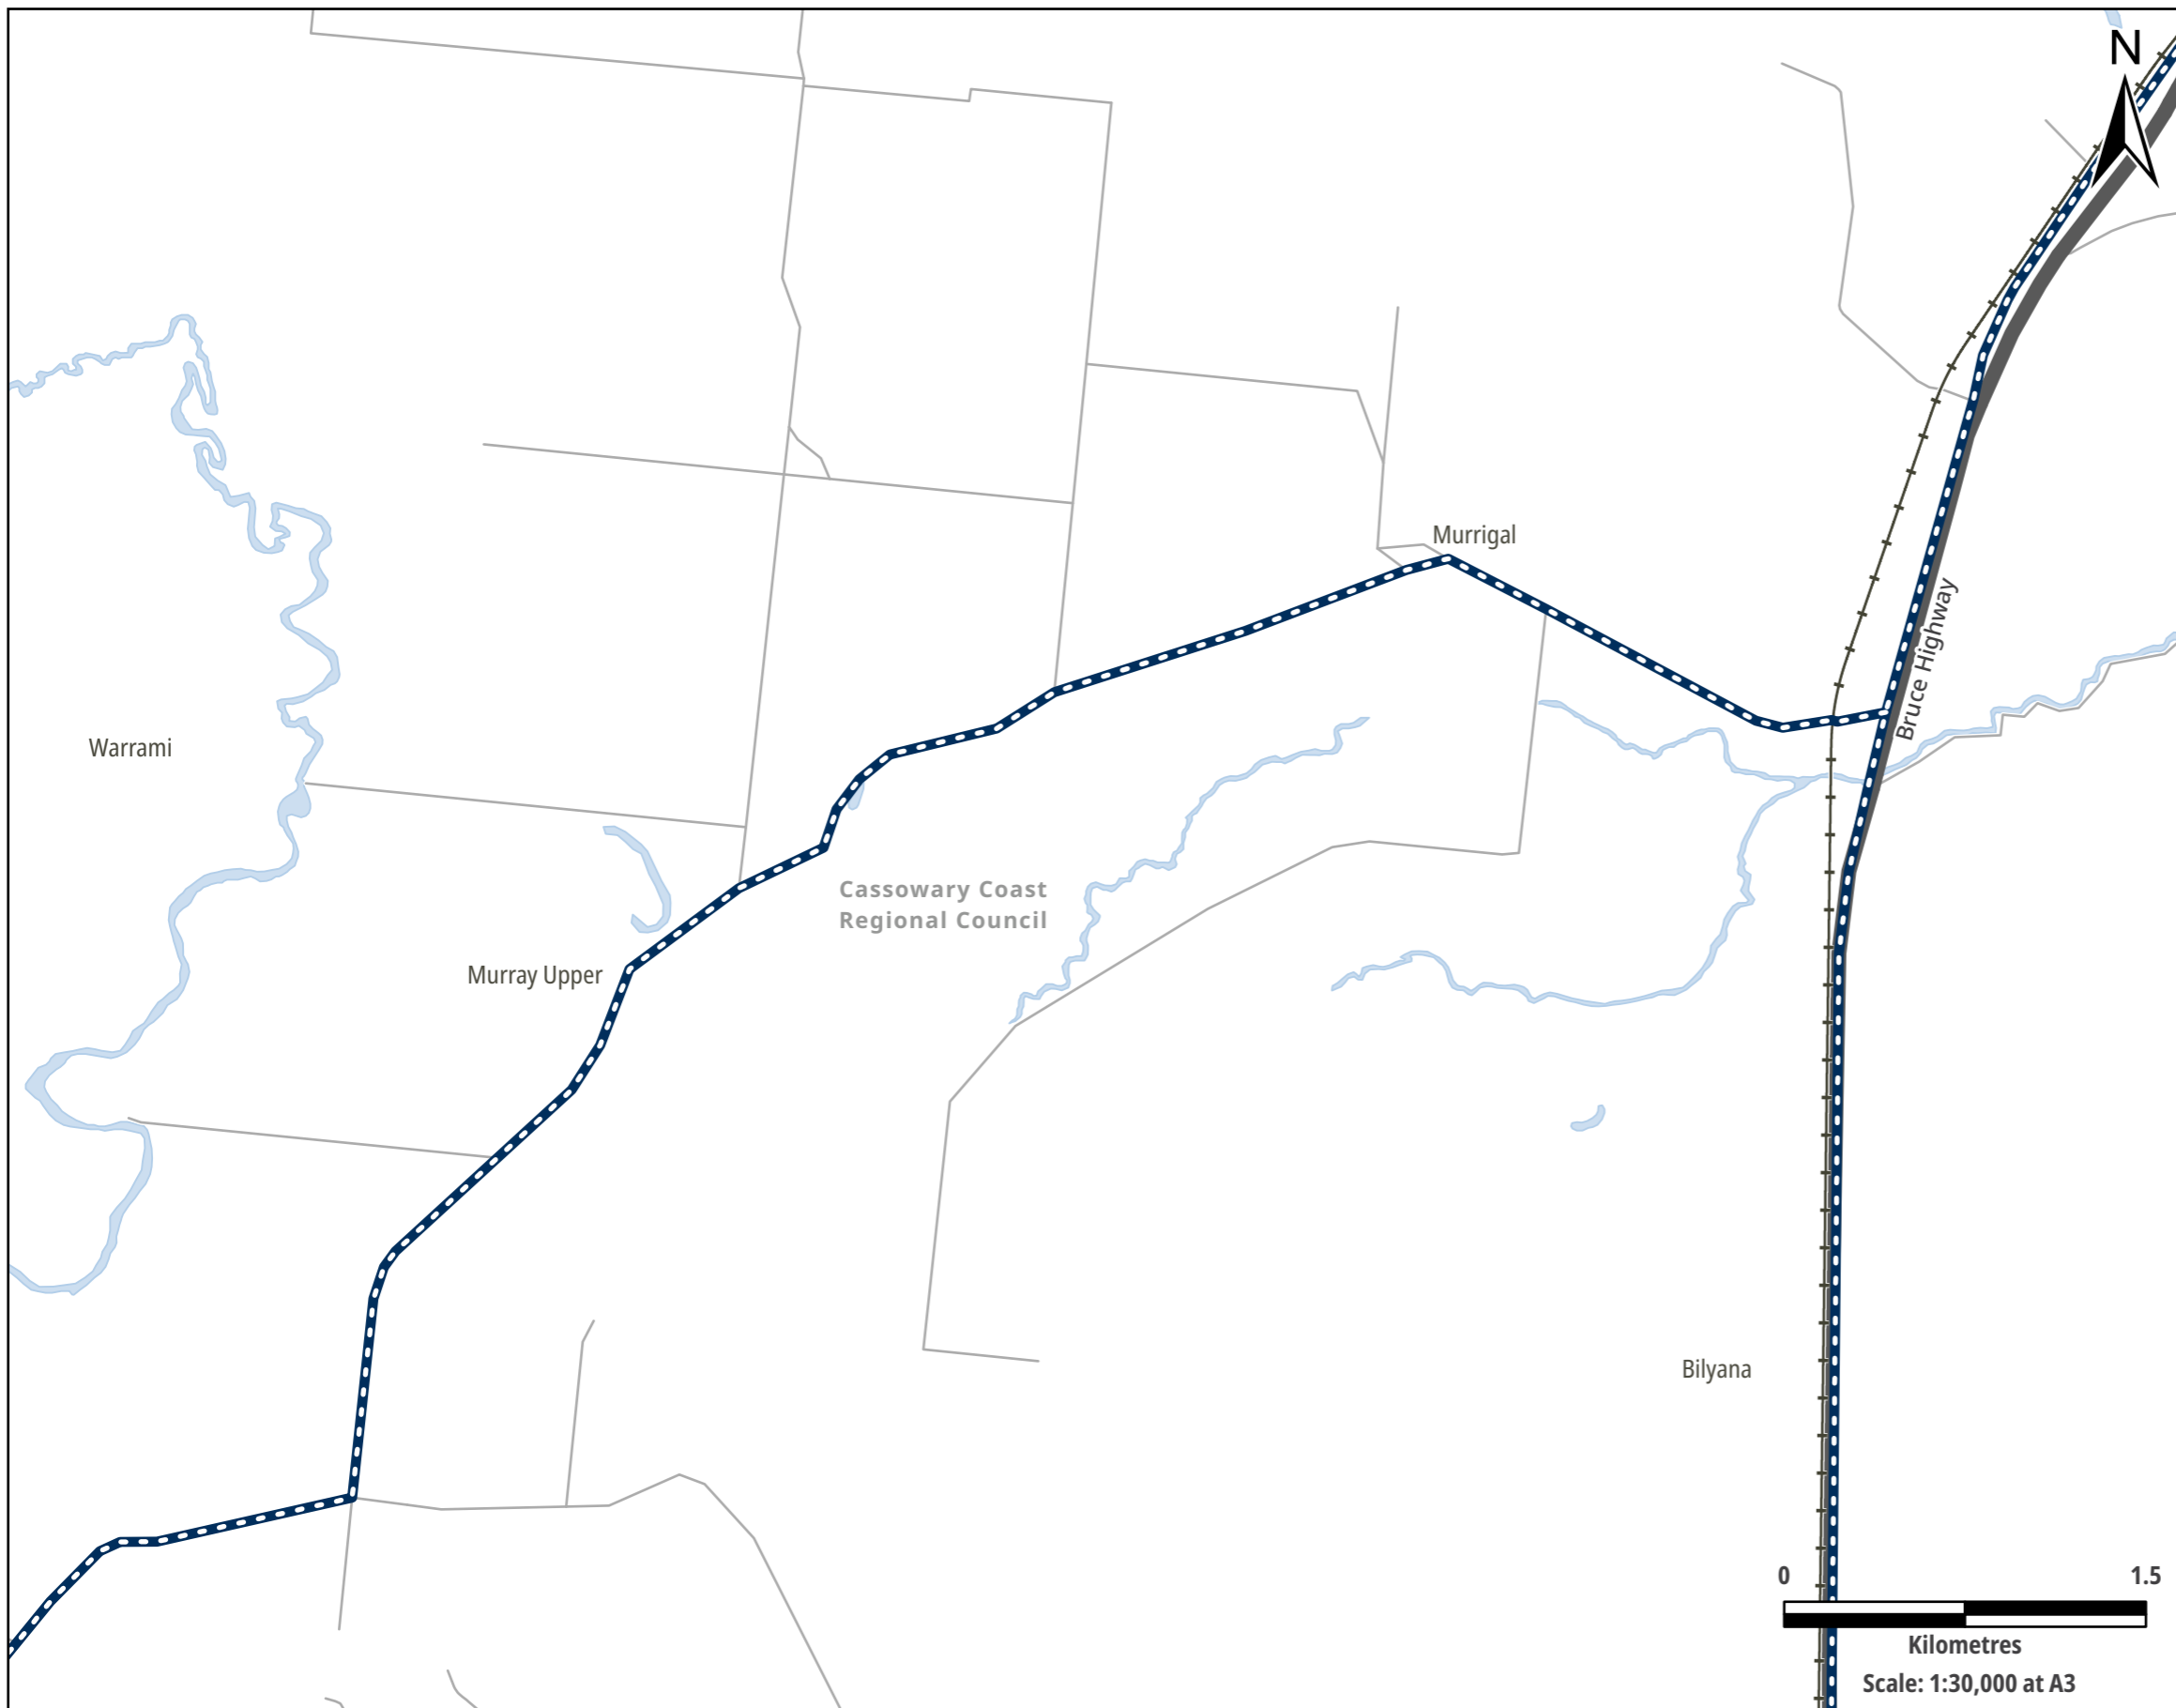 N
Murrigal
Bruce Highway
Warrami
Cassowary Coast
Regional Council
Murray Upper
Bilyana
0 1.5
Kilometres
Scale: 1:30,000 at A3